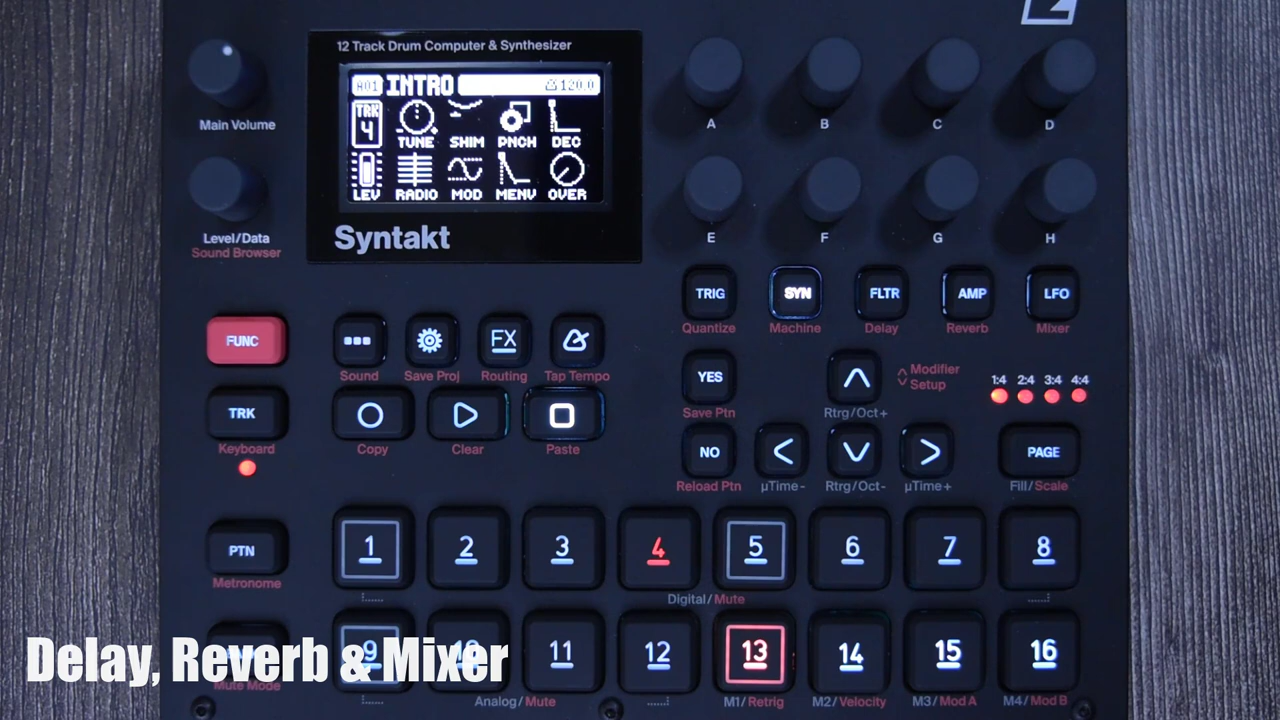 12 Track Drum Computer & Synthesizer
A01 INTRO 120.0
TRK 4 TUNE SHIM PNCH DEC
LEV RADIO MOD MENV OVER
Syntakt
Main Volume
Level/Data
Sound Browser
A B C D
E F G H
TRIG SYN FLTR AMP LFO
Quantize Machine Delay Reverb Mixer
FUNC
FX
Sound Save Proj Routing Tap Tempo
YES
Save Ptn
Rtrg/Oct+
Modifier
Setup
1:4 2:4 3:4 4:4
TRK
Keyboard
Copy Clear Paste
NO
Reload Ptn
µTime- Rtrg/Oct- µTime+
PAGE
Fill/Scale
PTN
Metronome
1 2 3 4 5 6 7 8
Digital/Mute
9 10 11 12 13 14 15 16
Mute Mode
Analog/Mute
M1/Retrig M2/Velocity M3/Mod A M4/Mod B
Delay, Reverb & Mixer